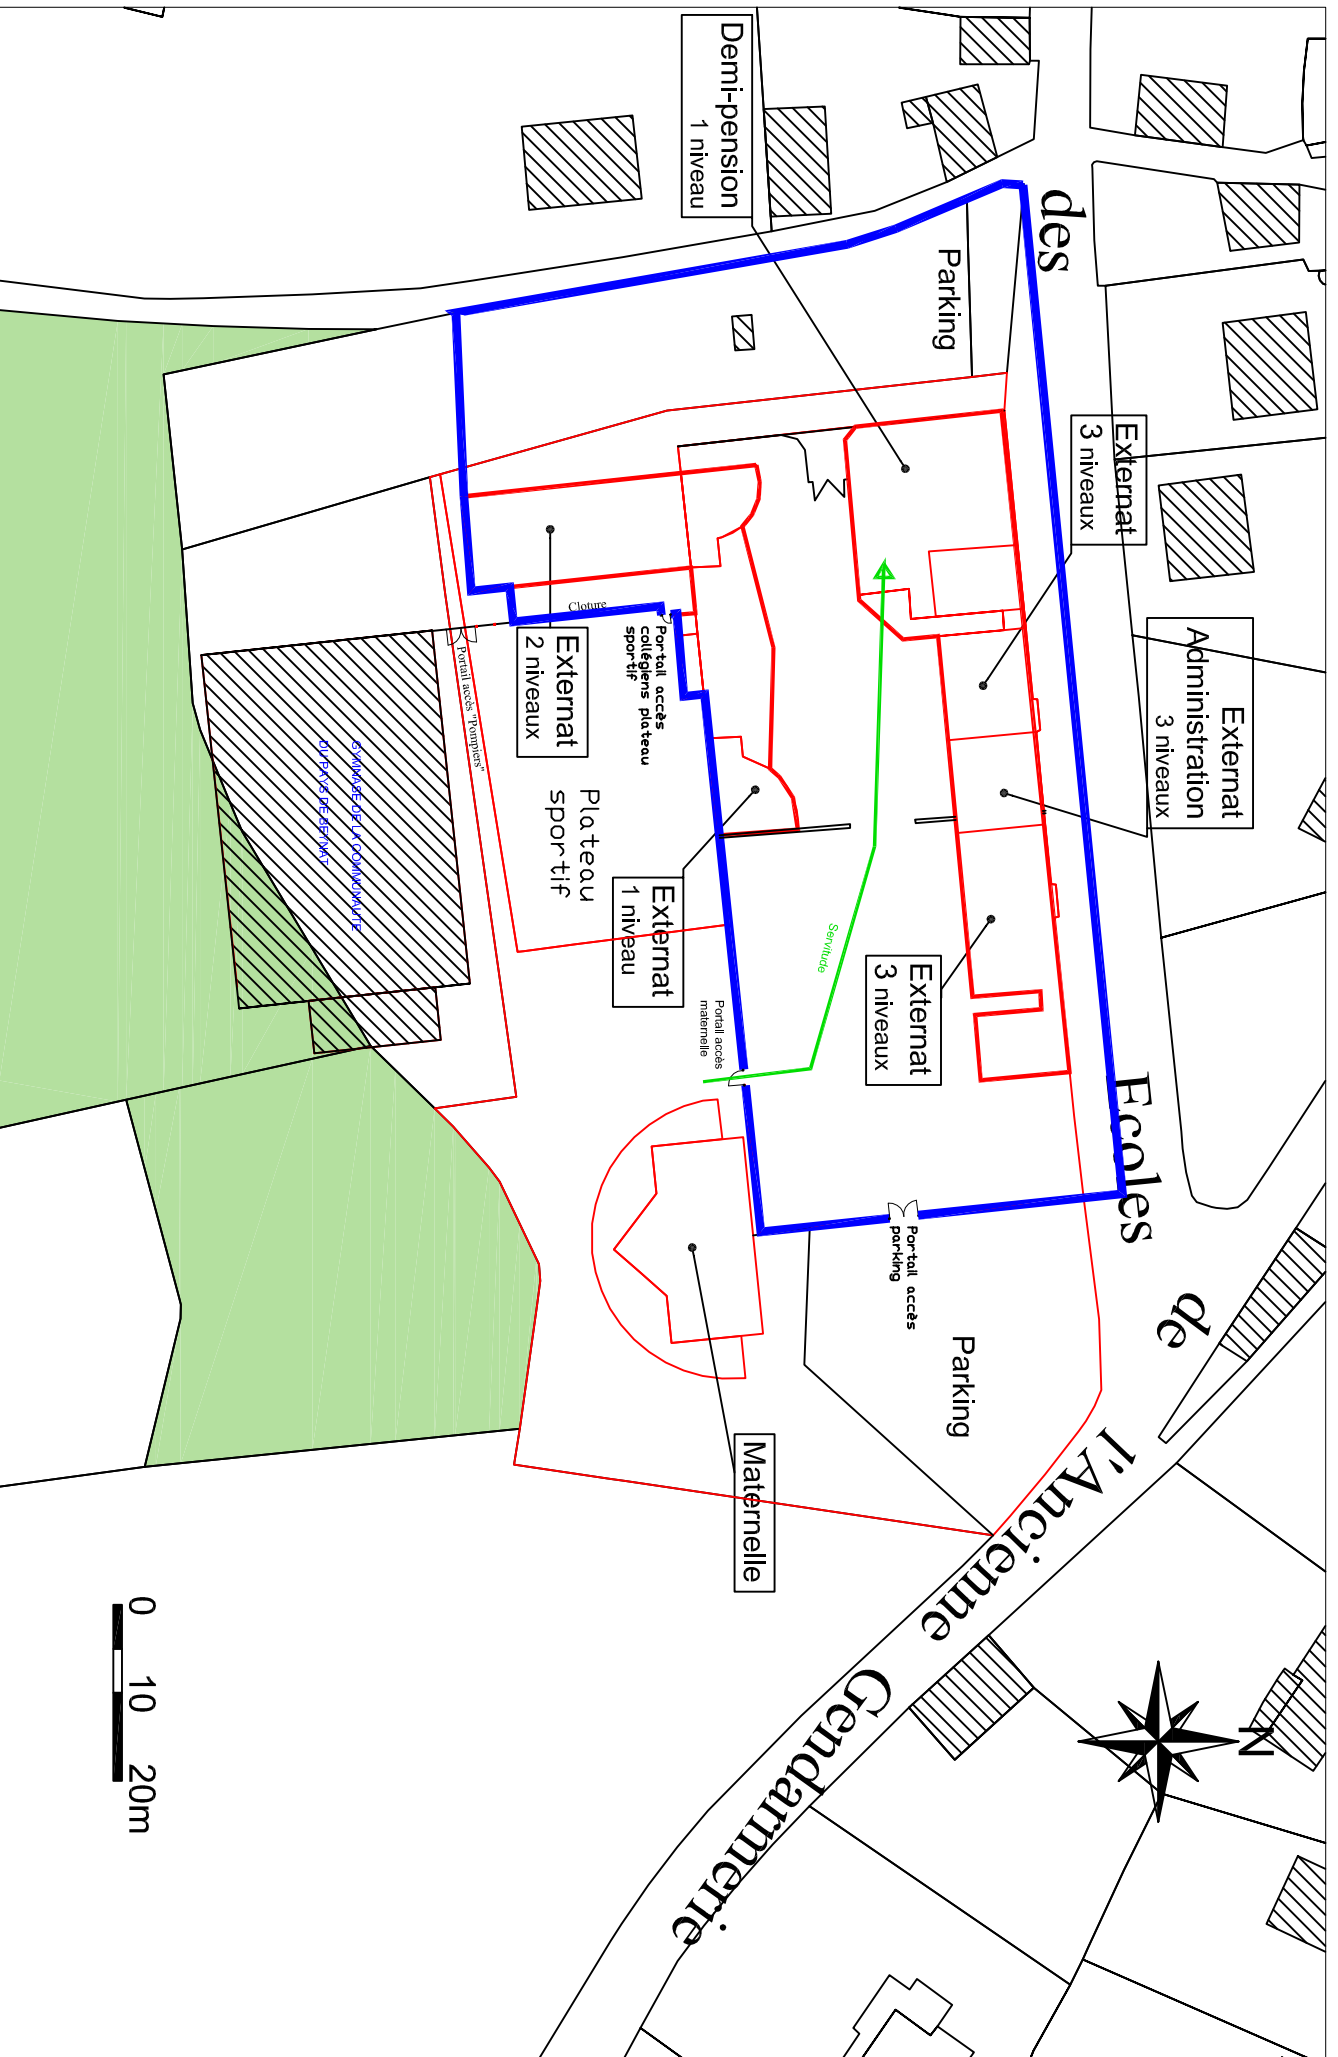 des
Ecoles
de
l'Ancienne
Gendarmerie
N
Externat
Administration
3 niveaux
Externat
3 niveaux
Demi-pension
1 niveau
Parking
Externat
3 niveaux
Parking
Portail accès
parking
Servitude
Portail accès
maternelle
Maternelle
Externat
1 niveau
Portail accès
collégiens plateau
sportif
Cloture
Externat
2 niveaux
Plateau
sportif
Portail accès "Pompiers"
GYMNASE DE LA COMMUNAUTE
DU PAYS DE BEYNAT
0 10 20m